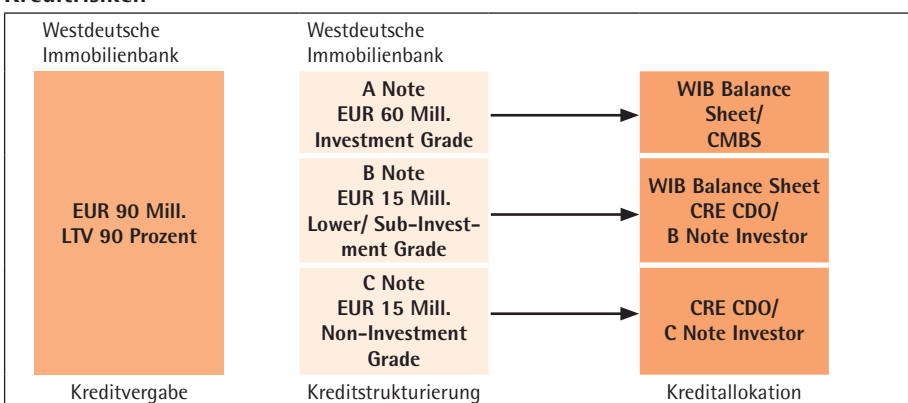 Kreditrisiken
Westdeutsche
Immobilienbank
EUR 90 Mill.
LTV 90 Prozent
Kreditvergabe
Westdeutsche
Immobilienbank
A Note
EUR 60 Mill.
Investment Grade
B Note
EUR 15 Mill.
Lower/ Sub-Invest-
ment Grade
C Note
EUR 15 Mill.
Non-Investment
Grade
Kreditstrukturierung
WIB Balance
Sheet/
CMBS
WIB Balance Sheet
CRE CDO/
B Note Investor
CRE CDO/
C Note Investor
Kreditallokation